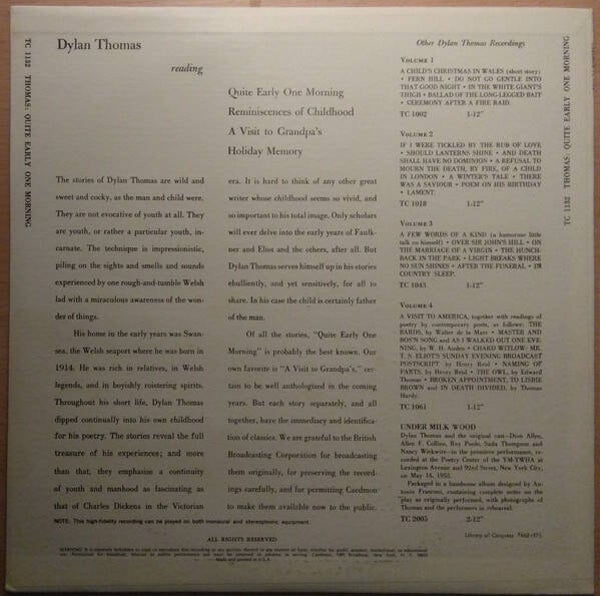 TC 1132 THOMAS: QUITE EARLY ONE MORNING
Dylan Thomas
reading
Quite Early One Morning
Reminiscences of Childhood
A Visit to Grandpa's
Holiday Memory
The stories of Dylan Thomas are wild and
sweet and cocky, as the man and child were.
They are not evocative of youth at all. They
are youth, or rather a particular youth, in-
carnate. The technique is impressionistic,
piling on the sights and smells and sounds
experienced by one rough-and-tumble Welsh
lad with a miraculous awareness of the won-
der of things.
His home in the early years was Swan-
sea, the Welsh seaport where he was born in
1914. He was rich in relatives, in Welsh
legends, and in boyishly roistering spirits.
Throughout his short life, Dylan Thomas
dipped continually into his own childhood
for his poetry. The stories reveal the full
treasure of his experiences; and more
than that, they emphasize a continuity
of youth and manhood as fascinating as
that of Charles Dickens in the Victorian
era. It is hard to think of any other great
writer whose childhood seems so vivid, and
so important to his total image. Only scholars
will ever delve into the early years of Faulk-
ner and Eliot and the others, after all. But
Dylan Thomas serves himself up in his stories
ebulliently, and yet sensitively, for all to
share. In his case the child is certainly father
of the man.
Of all the stories, "Quite Early One
Morning" is probably the best known. Our
own favorite is "A Visit to Grandpa's," cer-
tain to be well anthologized in the coming
years. But each story separately, and all
together, have the immediacy and identifica-
tion of classics. We are grateful to the British
Broadcasting Corporation for broadcasting
them originally, for preserving the record-
ings carefully, and for permitting Caedmon
to make them available now to the public.
NOTE: This high-fidelity recording can be played on both monaural and stereophonic equipment.
ALL RIGHTS RESERVED
Made and printed in U.S.A.
Other Dylan Thomas Recordings
VOLUME 1
A CHILD'S CHRISTMAS IN WALES (short story)
• FERN HILL • DO NOT GO GENTLE INTO
THAT GOOD NIGHT • IN THE WHITE GIANT'S
THIGH • BALLAD OF THE LONG-LEGGED BAIT
• CEREMONY AFTER A FIRE RAID.
TC 1002 1-12"
VOLUME 2
IF I WERE TICKLED BY THE RUB OF LOVE
• SHOULD LANTERNS SHINE • AND DEATH
SHALL HAVE NO DOMINION • A REFUSAL TO
MOURN THE DEATH, BY FIRE, OF A CHILD
IN LONDON • A WINTER'S TALE • THERE
WAS A SAVIOUR • POEM ON HIS BIRTHDAY
• LAMENT.
TC 1018 1-12"
VOLUME 3
A FEW WORDS OF A KIND (a humorous little
talk to himself) • OVER SIR JOHN'S HILL • ON
THE MARRIAGE OF A VIRGIN • THE HUNCH-
BACK IN THE PARK • LIGHT BREAKS WHERE
NO SUN SHINES • AFTER THE FUNERAL • IN
COUNTRY SLEEP.
TC 1043 1-12"
VOLUME 4
A VISIT TO AMERICA, together with readings of
poetry by contemporary poets, as follows: THE
BARDS, by Walter de la Mare • MASTER AND
BOS'N SONG and AS I WALKED OUT ONE EVE-
NING, by W. H. Auden • CHARD WITLOW: MR.
T. S. ELIOT'S SUNDAY EVENING BROADCAST
POSTSCRIPT by Henry Reed • NAMING OF
PARTS, by Henry Reed • THE OWL, by Edward
Thomas • BROKEN APPOINTMENT, TO LISBIE
BROWN and IN DEATH DIVIDED, by Thomas
Hardy.
TC 1061 1-12"
UNDER MILK WOOD
Dylan Thomas and the original cast—Dion Allen,
Allen F. Collins, Roy Poole, Sada Thompson and
Nancy Wickwire—in the premiere performance, re-
corded at the Poetry Center of the YM-YWHA at
Lexington Avenue and 92nd Street, New York City,
on May 14, 1953.
Packaged in a handsome album designed by
Antonio Frasconi, containing complete notes on the
play as originally performed, with photographs of
Thomas and the performers in rehearsal.
TC 2005 2-12"
Library of Congress
TC 1132 THOMAS: QUITE EARLY ONE MORNING